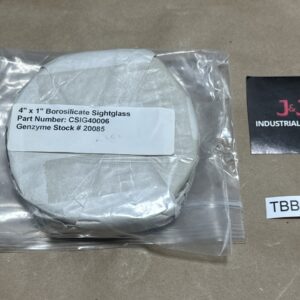 4" x 1" Borosilicate Sightglass
Part Number: CSIG40006
Genzyme Stock # 20085
J&J
INDUSTRIAL
TBB